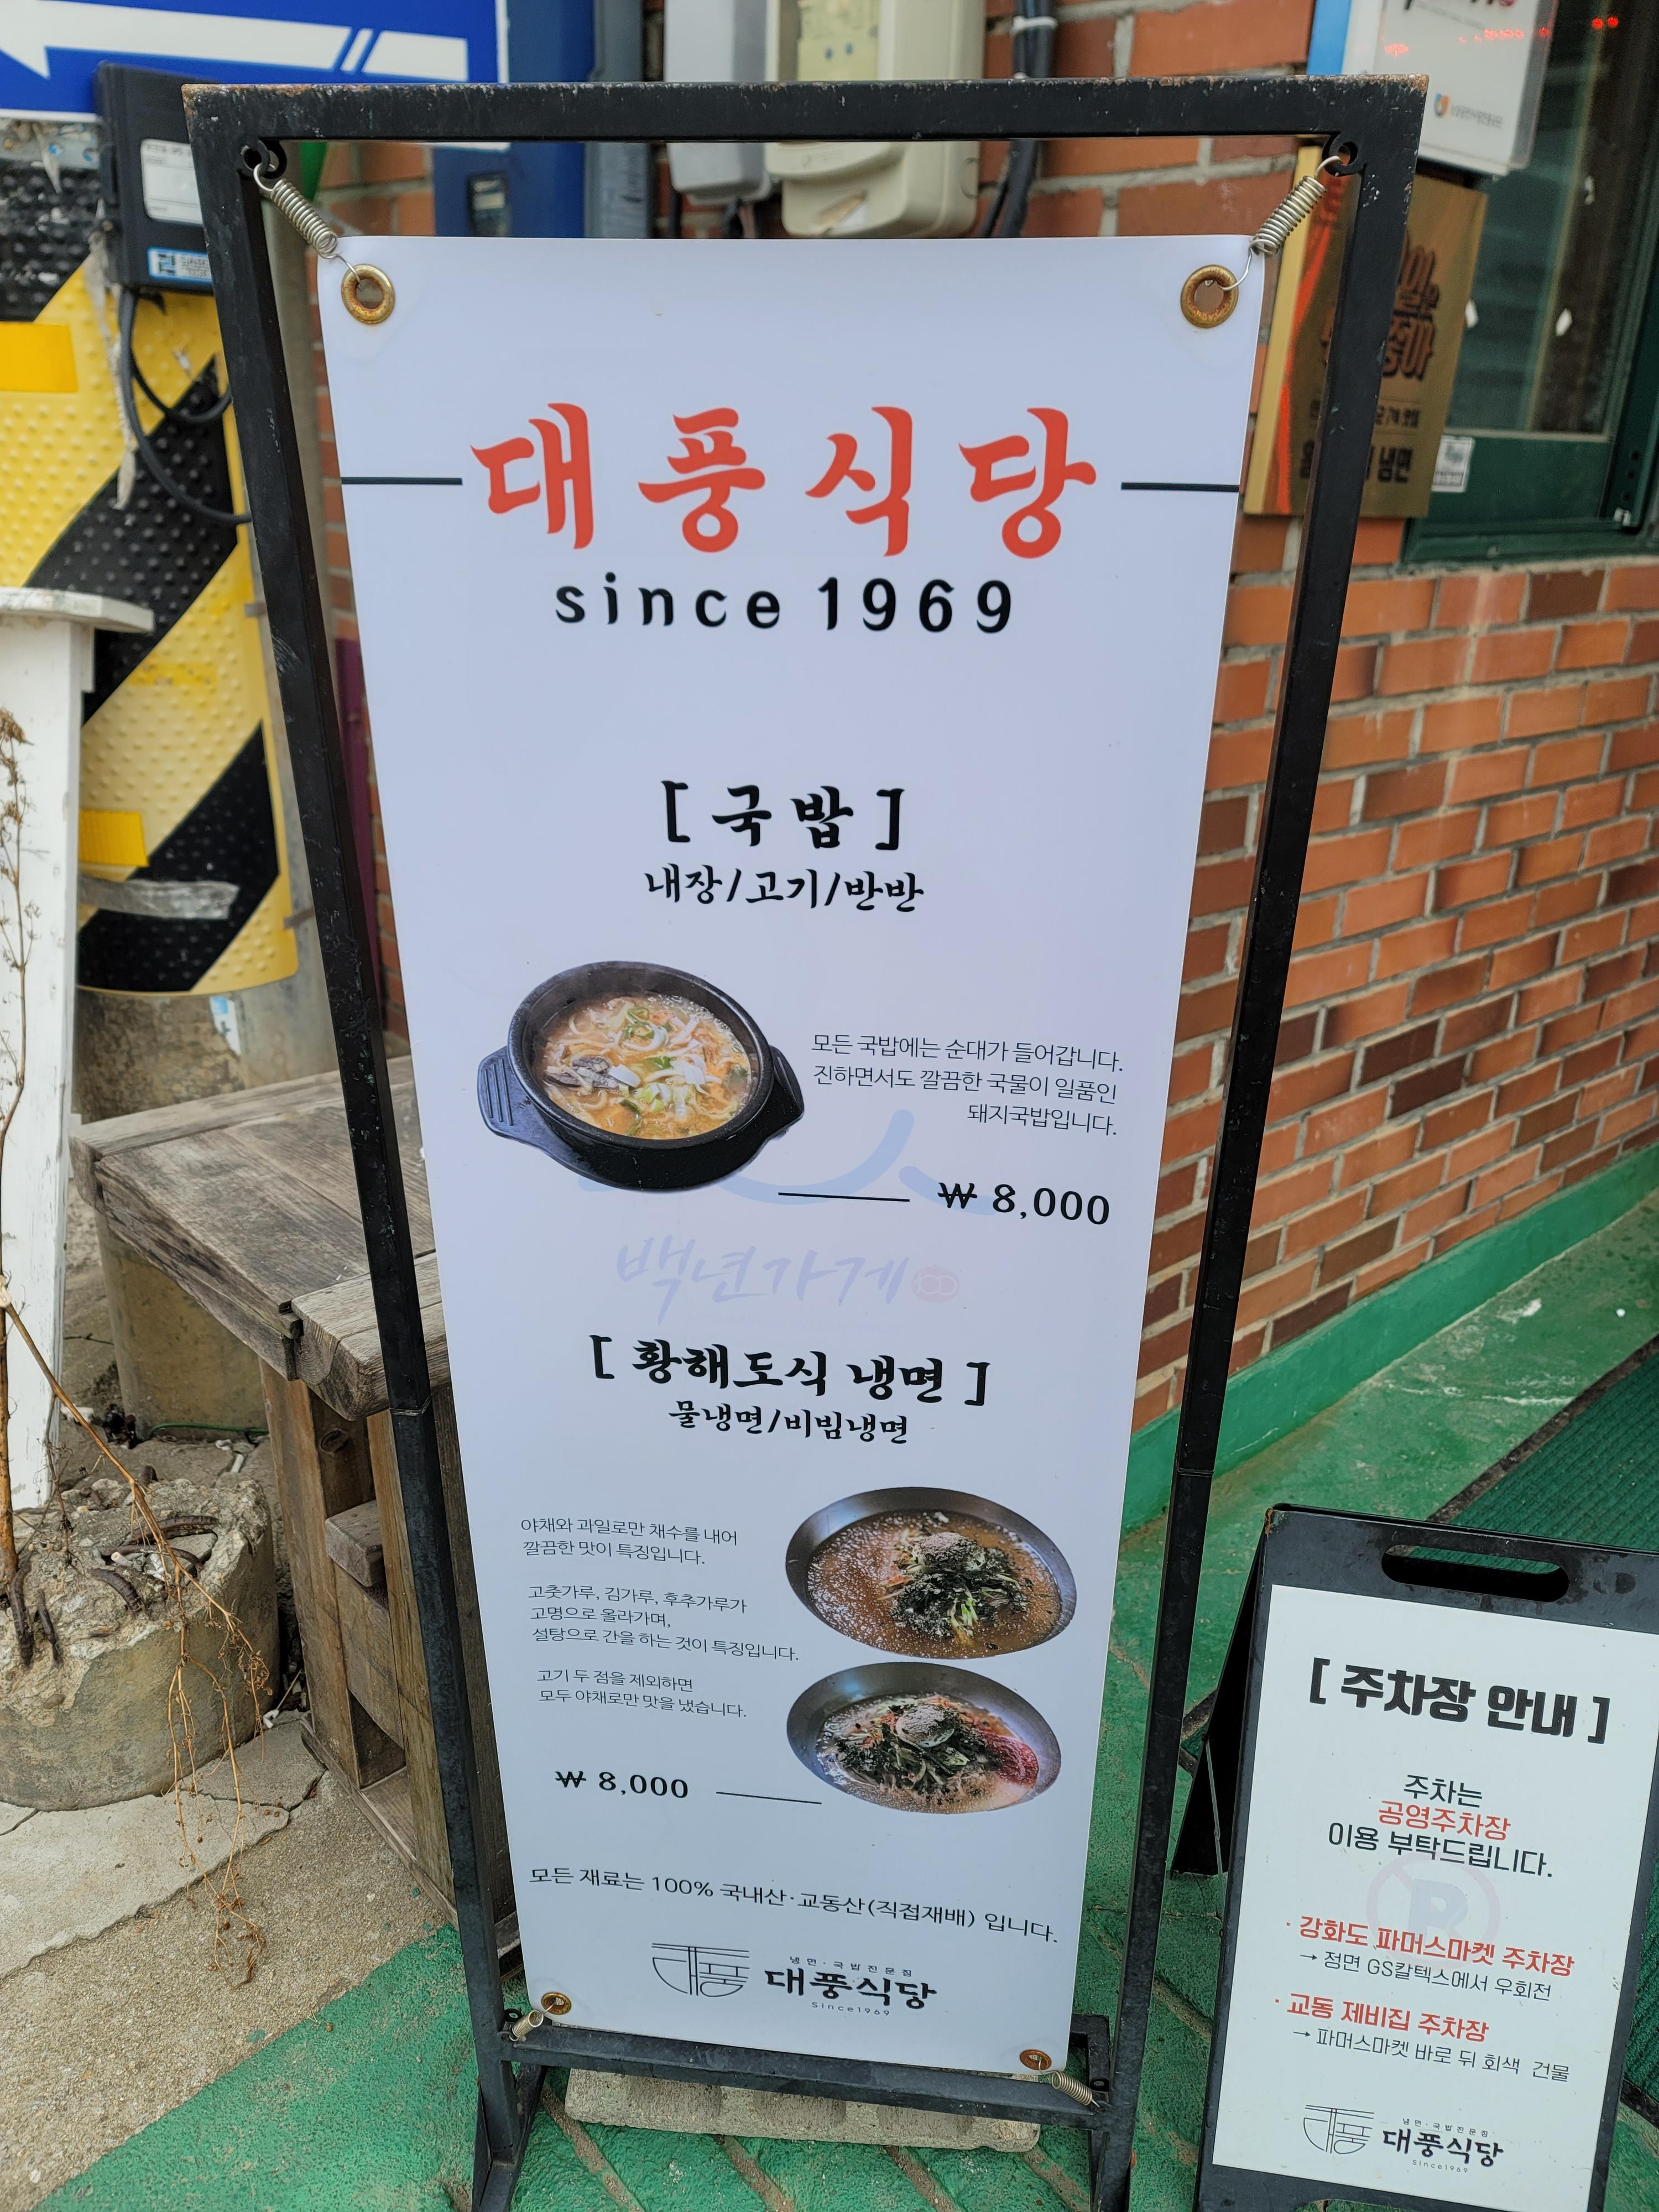 대풍식당
since 1969
[ 국밥 ]
내장/고기/반반
모든 국밥에는 순대가 들어갑니다.
진하면서도 깔끔한 국물이 일품인
돼지국밥입니다.
₩ 8,000
백년가게
[ 황해도식 냉면 ]
물냉면/비빔냉면
야채와 과일로만 채수를 내어
깔끔한 맛이 특징입니다.
고춧가루, 김가루, 후추가루가
고명으로 올라가며,
설탕으로 간을 하는 것이 특징입니다.
고기 두 점을 제외하면
모두 야채로만 맛을 냈습니다.
₩ 8,000
모든 재료는 100% 국내산·교동산(직접재배) 입니다.
냉면·국밥전문점
대풍식당
Since1969
[ 주차장 안내 ]
주차는
공영주차장
이용 부탁드립니다.
· 강화도 파머스마켓 주차장
→ 정면 GS칼텍스에서 우회전
· 교동 제비집 주차장
→ 파머스마켓 바로 뒤 회색 건물
냉면·국밥전문점
대풍식당
Since1969
냉면